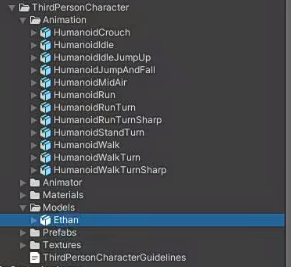 ThirdPersonCharacter
Animation
HumanoidCrouch
HumanoidIdle
HumanoidIdleJumpUp
HumanoidJumpAndFall
HumanoidMidAir
HumanoidRun
HumanoidRunTurn
HumanoidRunTurnSharp
HumanoidStandTurn
HumanoidWalk
HumanoidWalkTurn
HumanoidWalkTurnSharp
Animator
Materials
Models
Ethan
Prefabs
Textures
ThirdPersonCharacterGuidelines